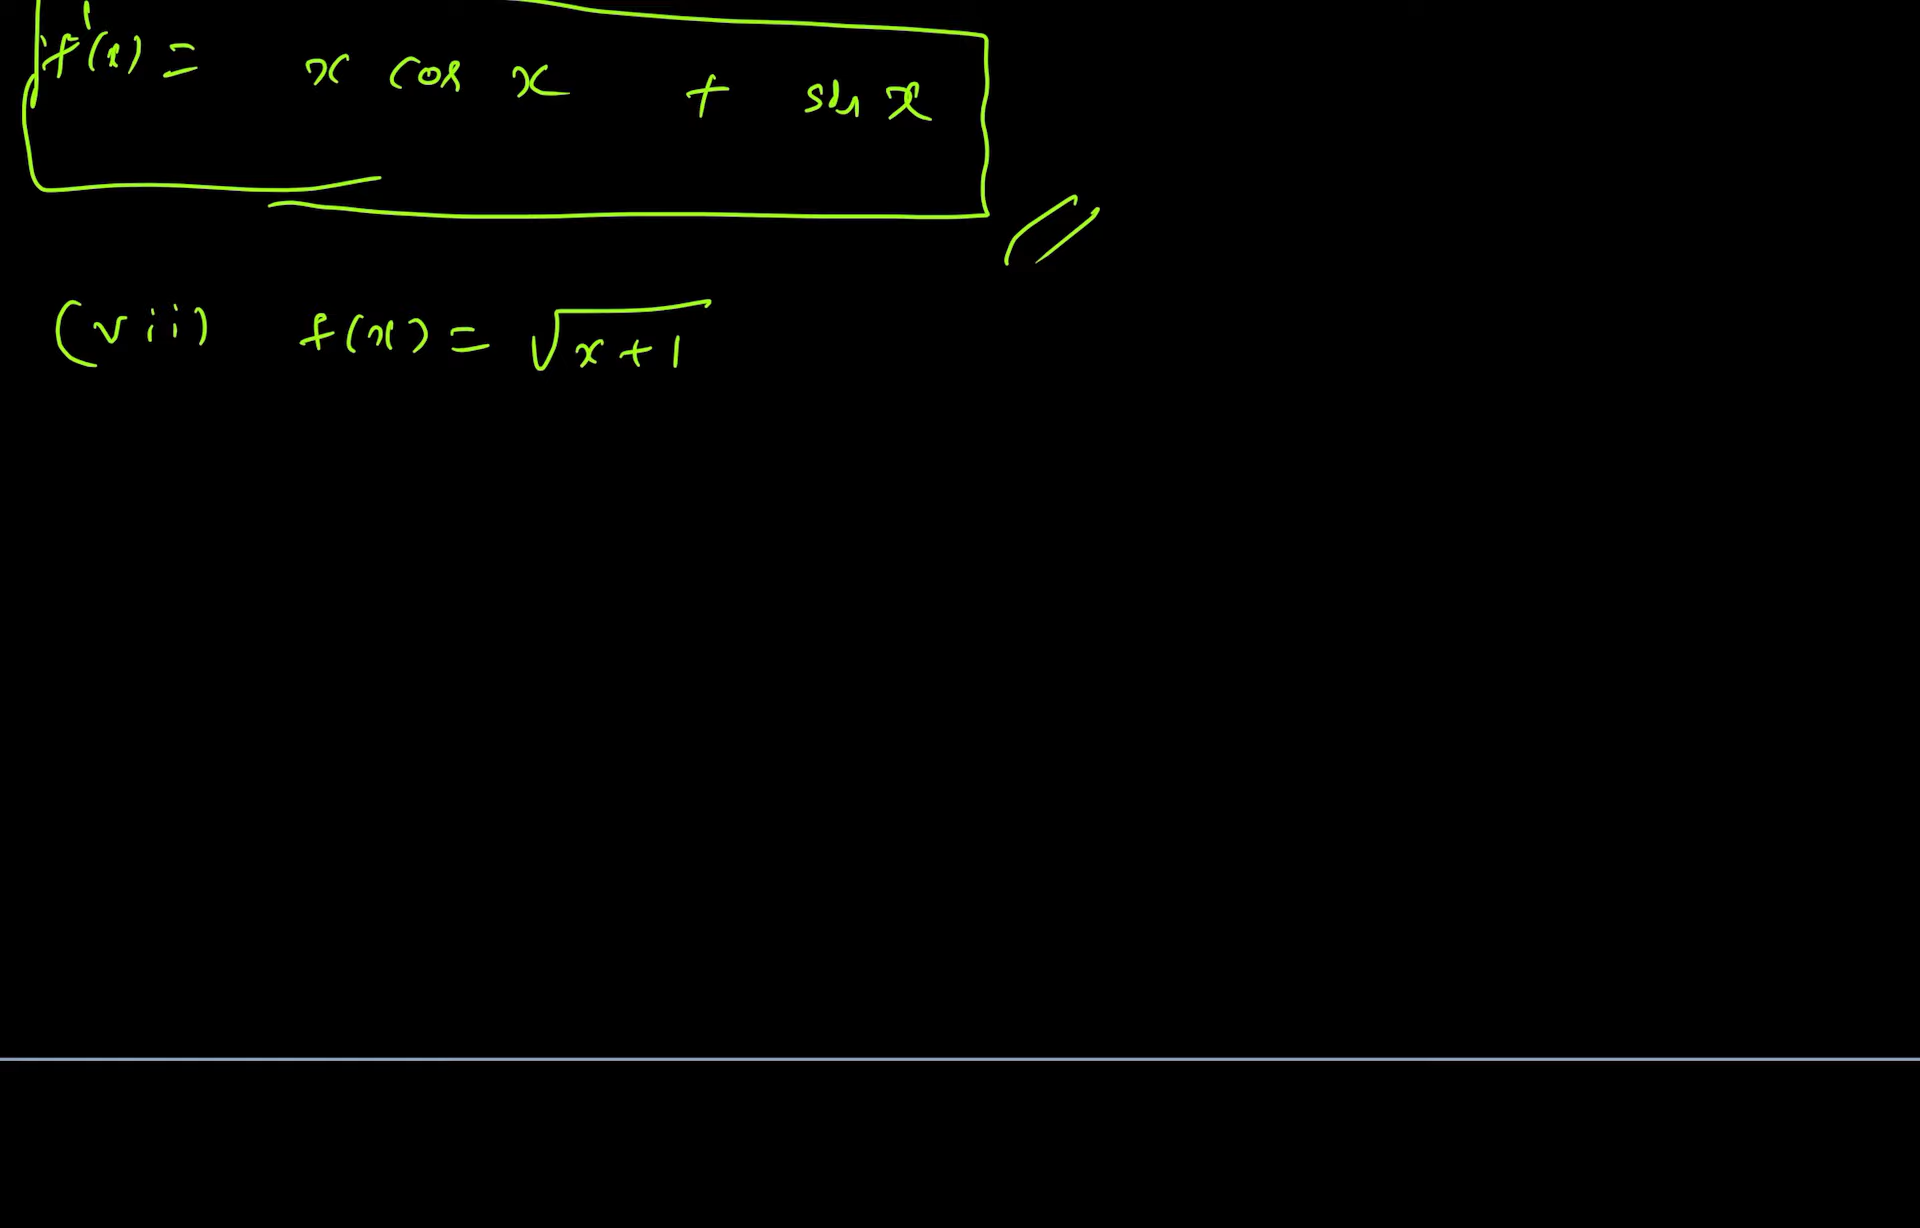 f'(x) = x cos x + sin x
(vii) f(x) = √x+1